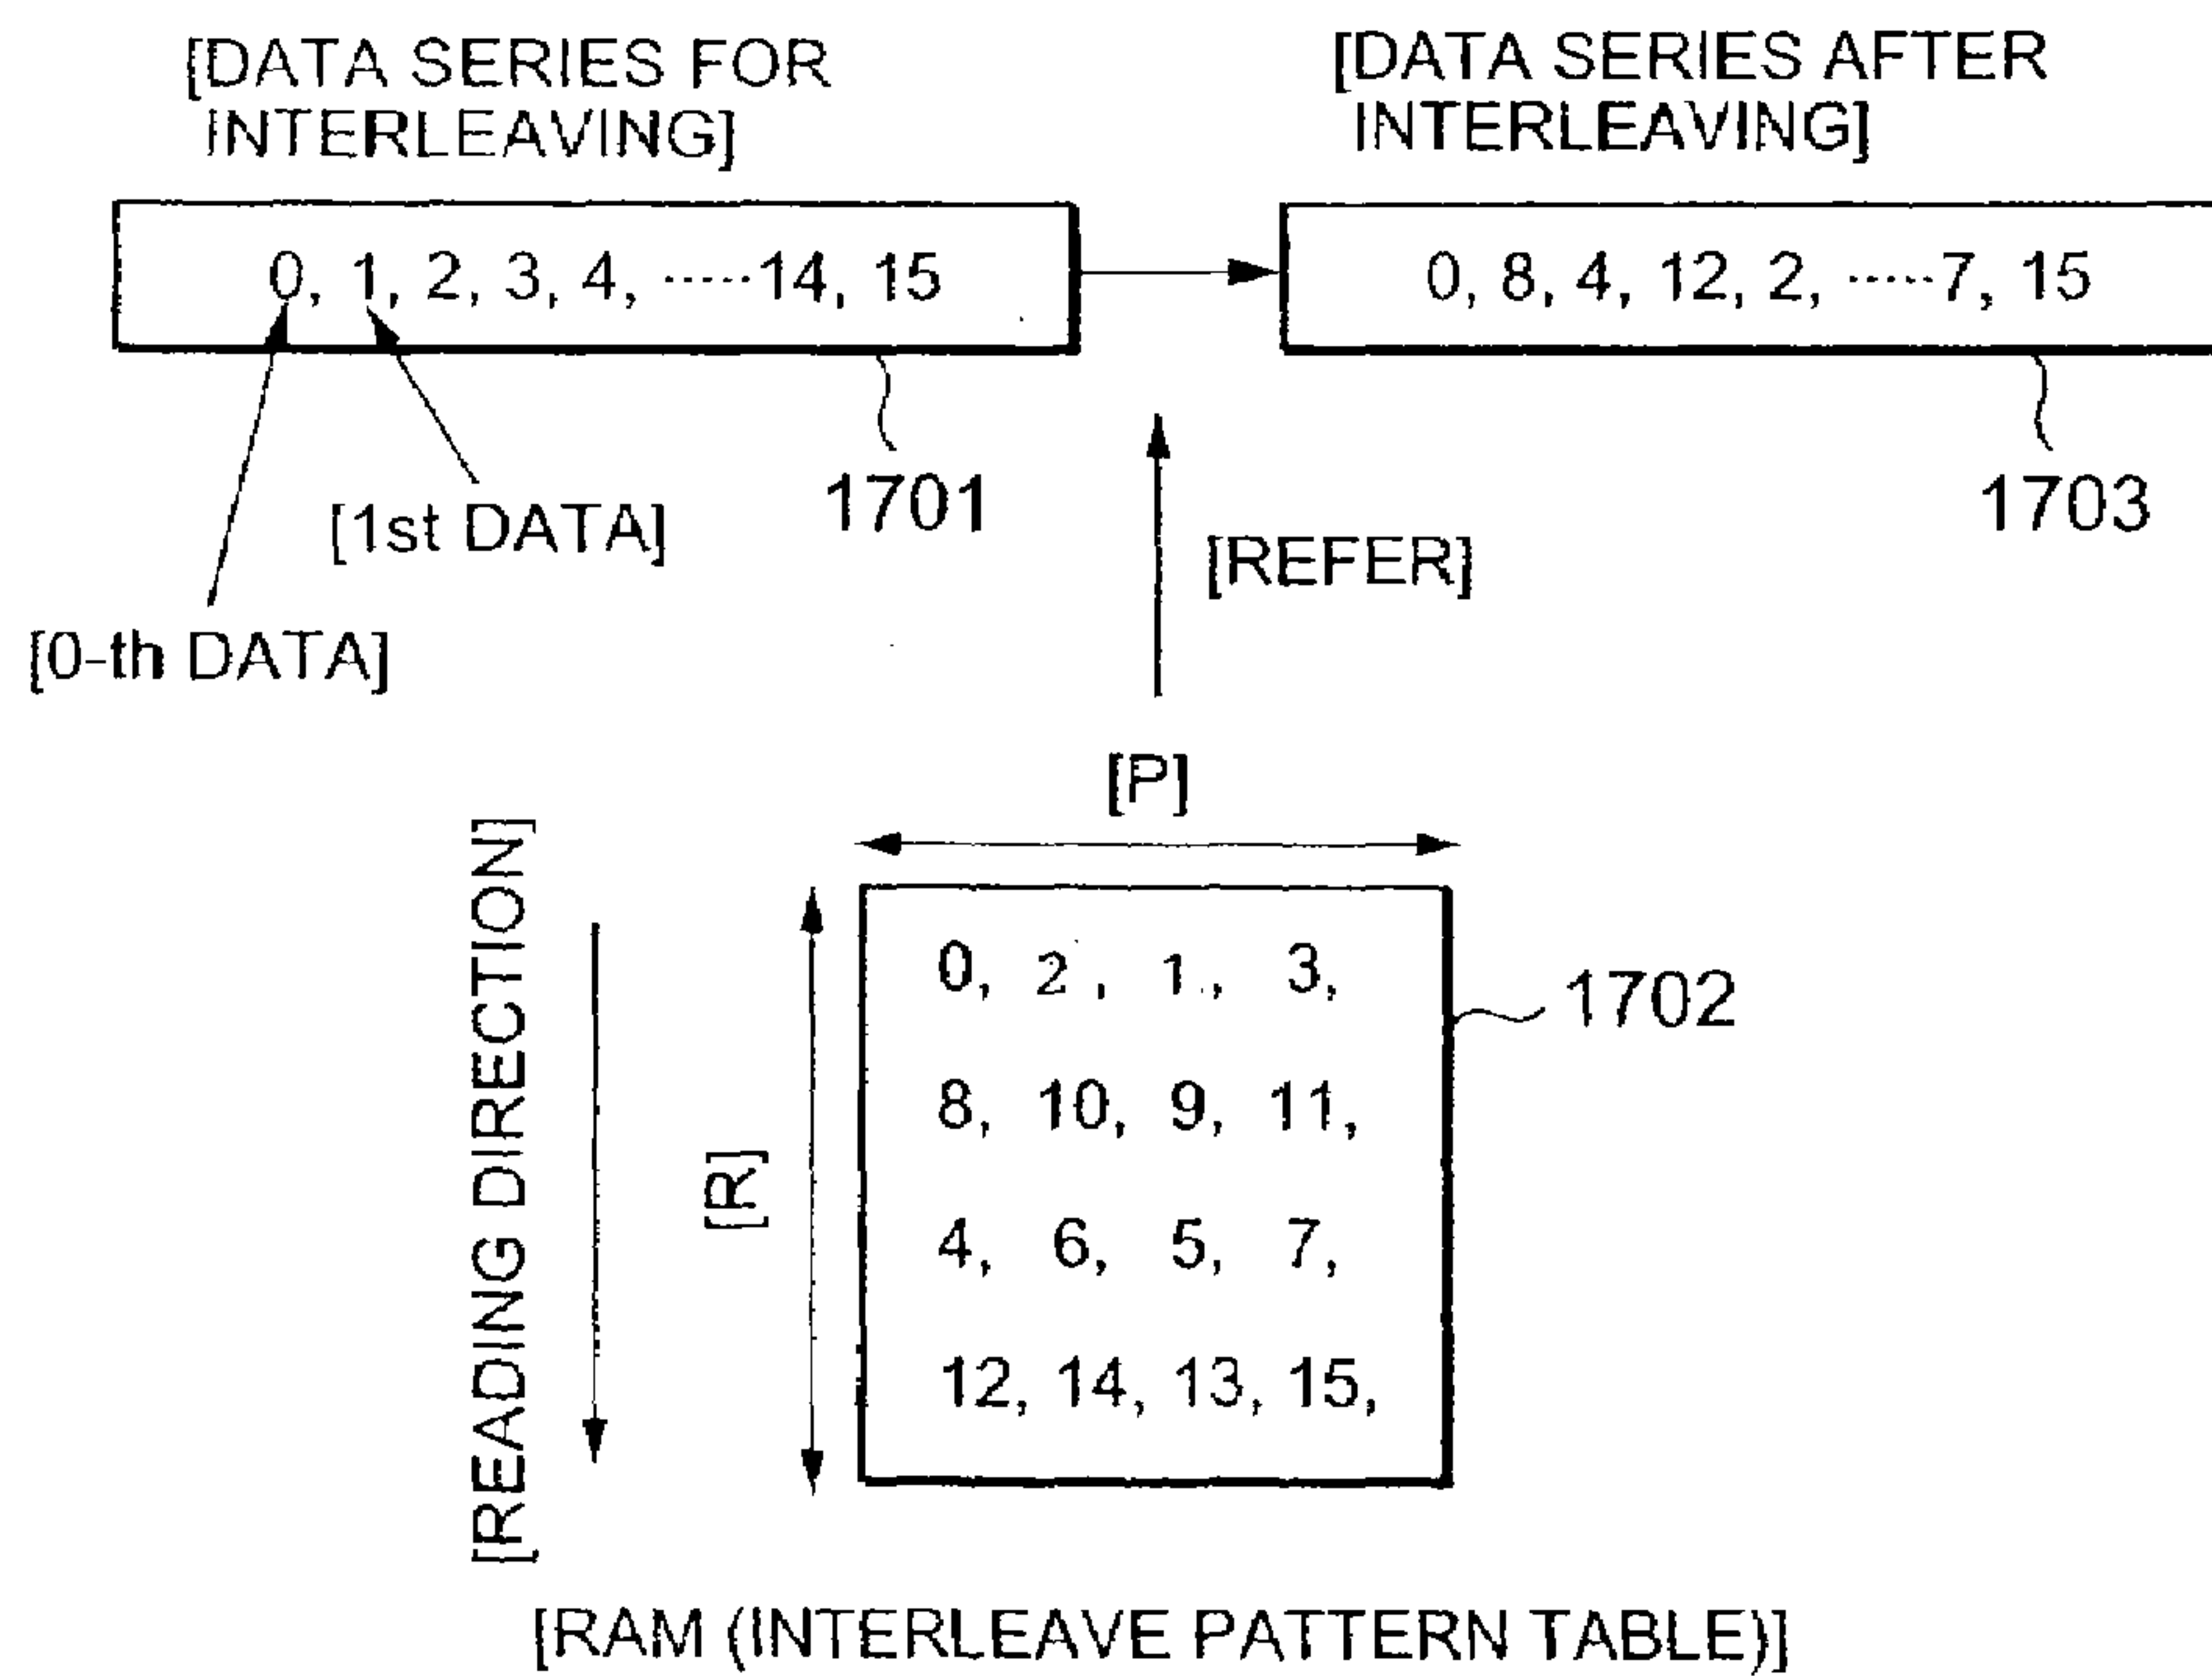 [DATA SERIES FOR
INTERLEAVING]
[DATA SERIES AFTER
INTERLEAVING]
0, 1, 2, 3, 4, ·····14, 15
0, 8, 4, 12, 2, ·····7, 15
1701
1703
[1st DATA]
[REFER]
[0-th DATA]
[P]
[READING DIRECTION]
[R]
0, 2, 1, 3,
1702
8, 10, 9, 11,
4, 6, 5, 7,
12, 14, 13, 15,
[RAM (INTERLEAVE PATTERN TABLE)]